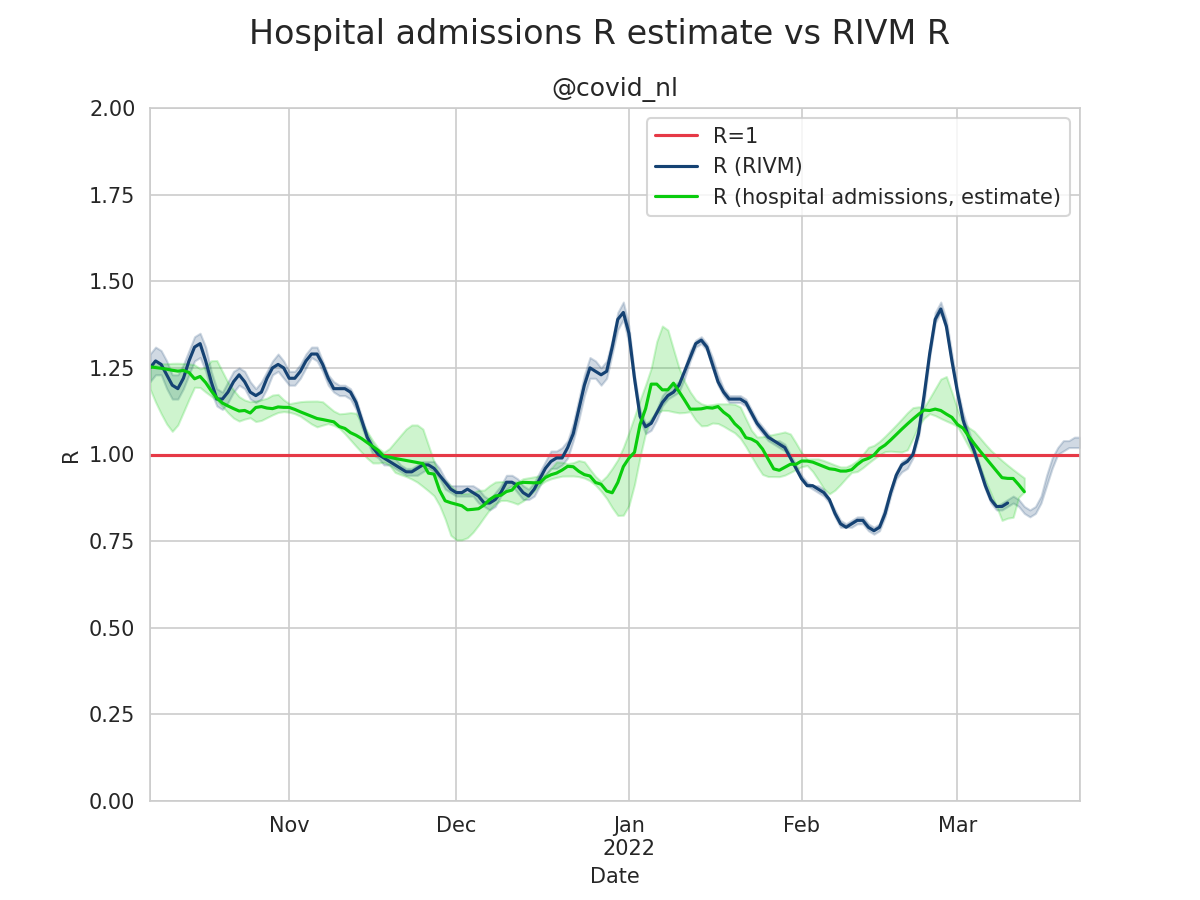 Hospital admissions R estimate vs RIVM R
@covid_nl
2.00
1.75
1.50
1.25
1.00
0.75
0.50
0.25
0.00
R
R=1
R (RIVM)
R (hospital admissions, estimate)
Nov
Dec
Jan
2022
Feb
Mar
Date